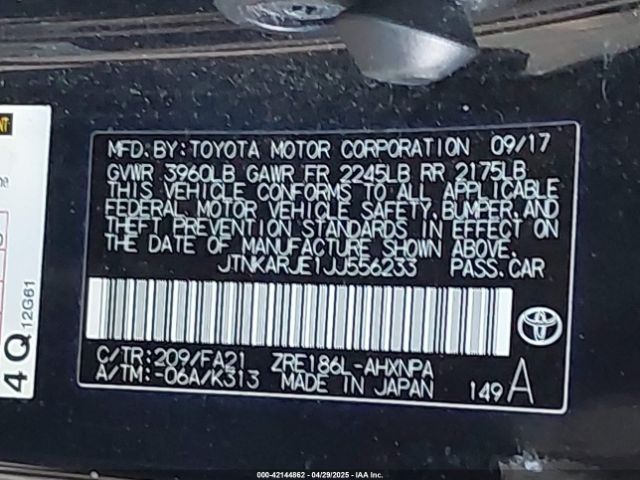 MFD. BY: TOYOTA MOTOR CORPORATION 09/17
GVWR 3960LB GAWR FR 2245LB RR 2175LB
THIS VEHICLE CONFORMS TO ALL APPLICABLE
FEDERAL MOTOR VEHICLE SAFETY, BUMPER, AND
THEFT PREVENTION STANDARDS IN EFFECT ON
THE DATE OF MANUFACTURE SHOWN ABOVE.
JTNKARJE1JJ556233 PASS. CAR
C/TR: 209/FA21 ZRE186L-AHXNPA
A/TM: -06A/K313 MADE IN JAPAN 149A
4Q
12G61
000-42144862 - 04/29/2025 - IAA Inc.